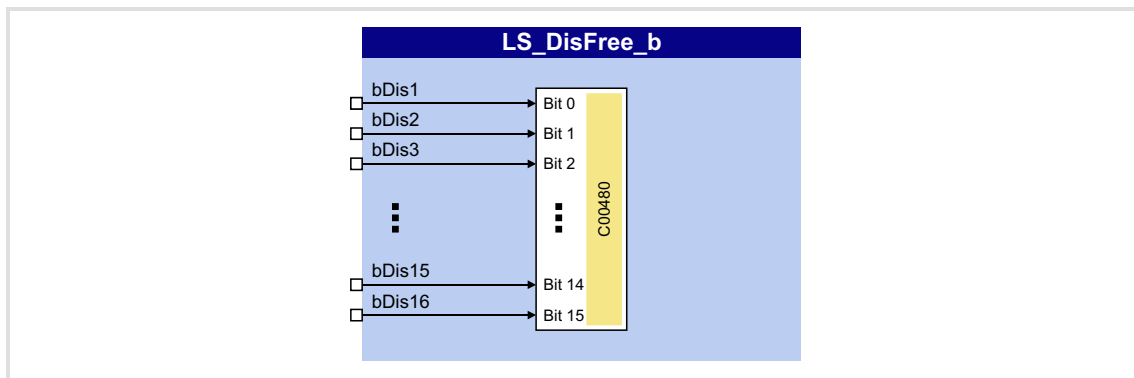 LS_DisFree_b
bDis1
Bit 0
bDis2
Bit 1
bDis3
Bit 2
C00480
bDis15
Bit 14
bDis16
Bit 15